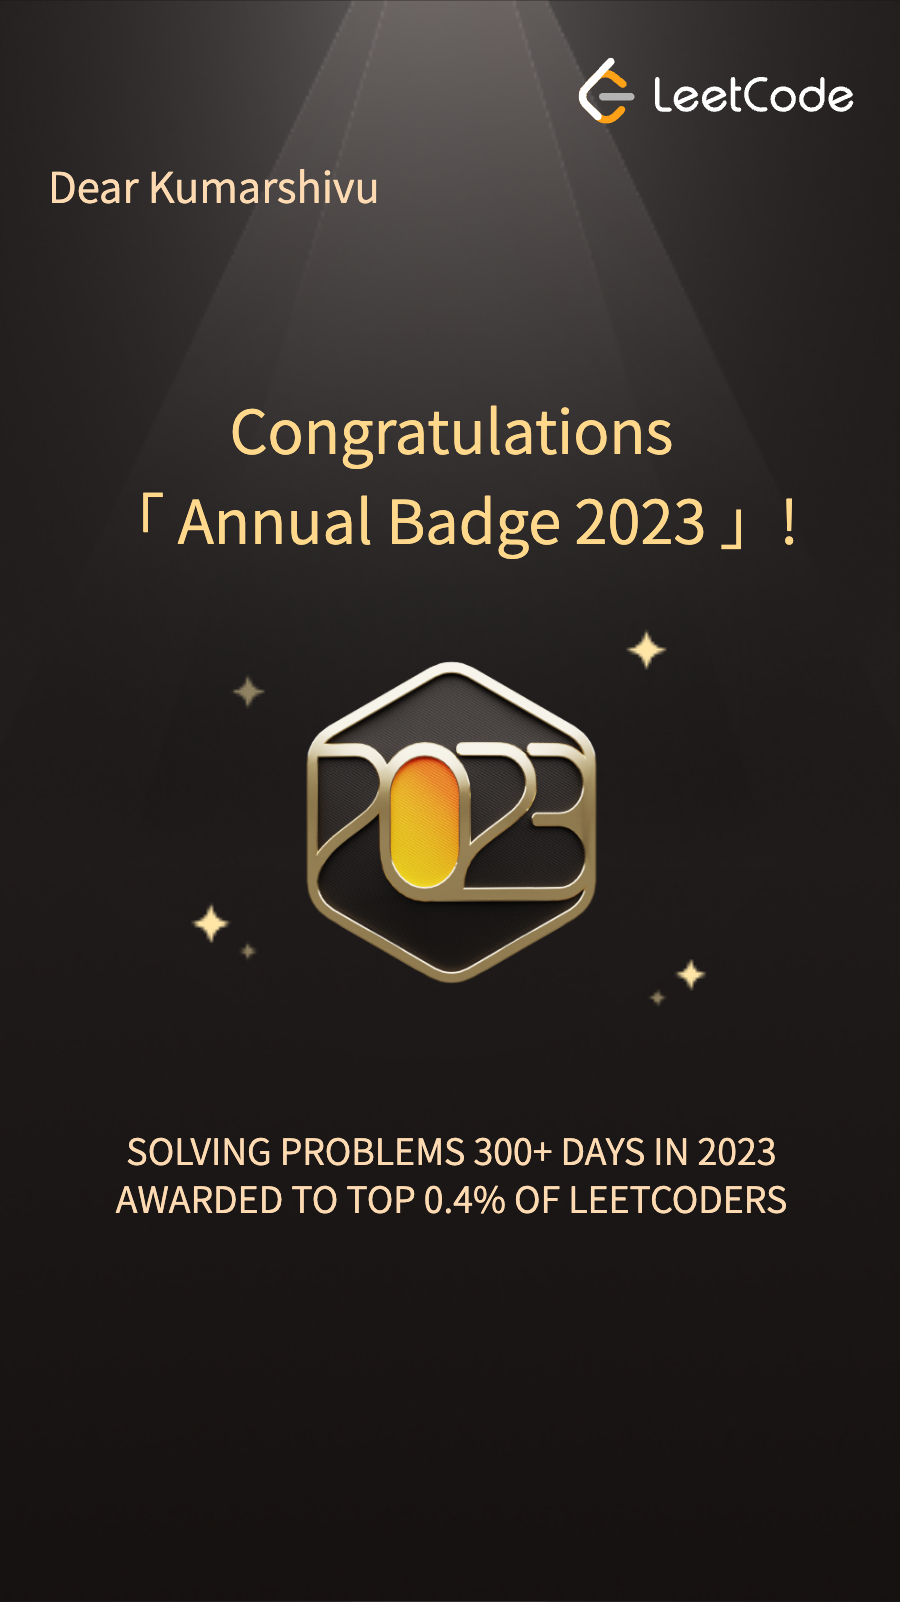 LeetCode
Dear Kumarshivu
Congratulations
「 Annual Badge 2023 」 !
2023
SOLVING PROBLEMS 300+ DAYS IN 2023
AWARDED TO TOP 0.4% OF LEETCODERS